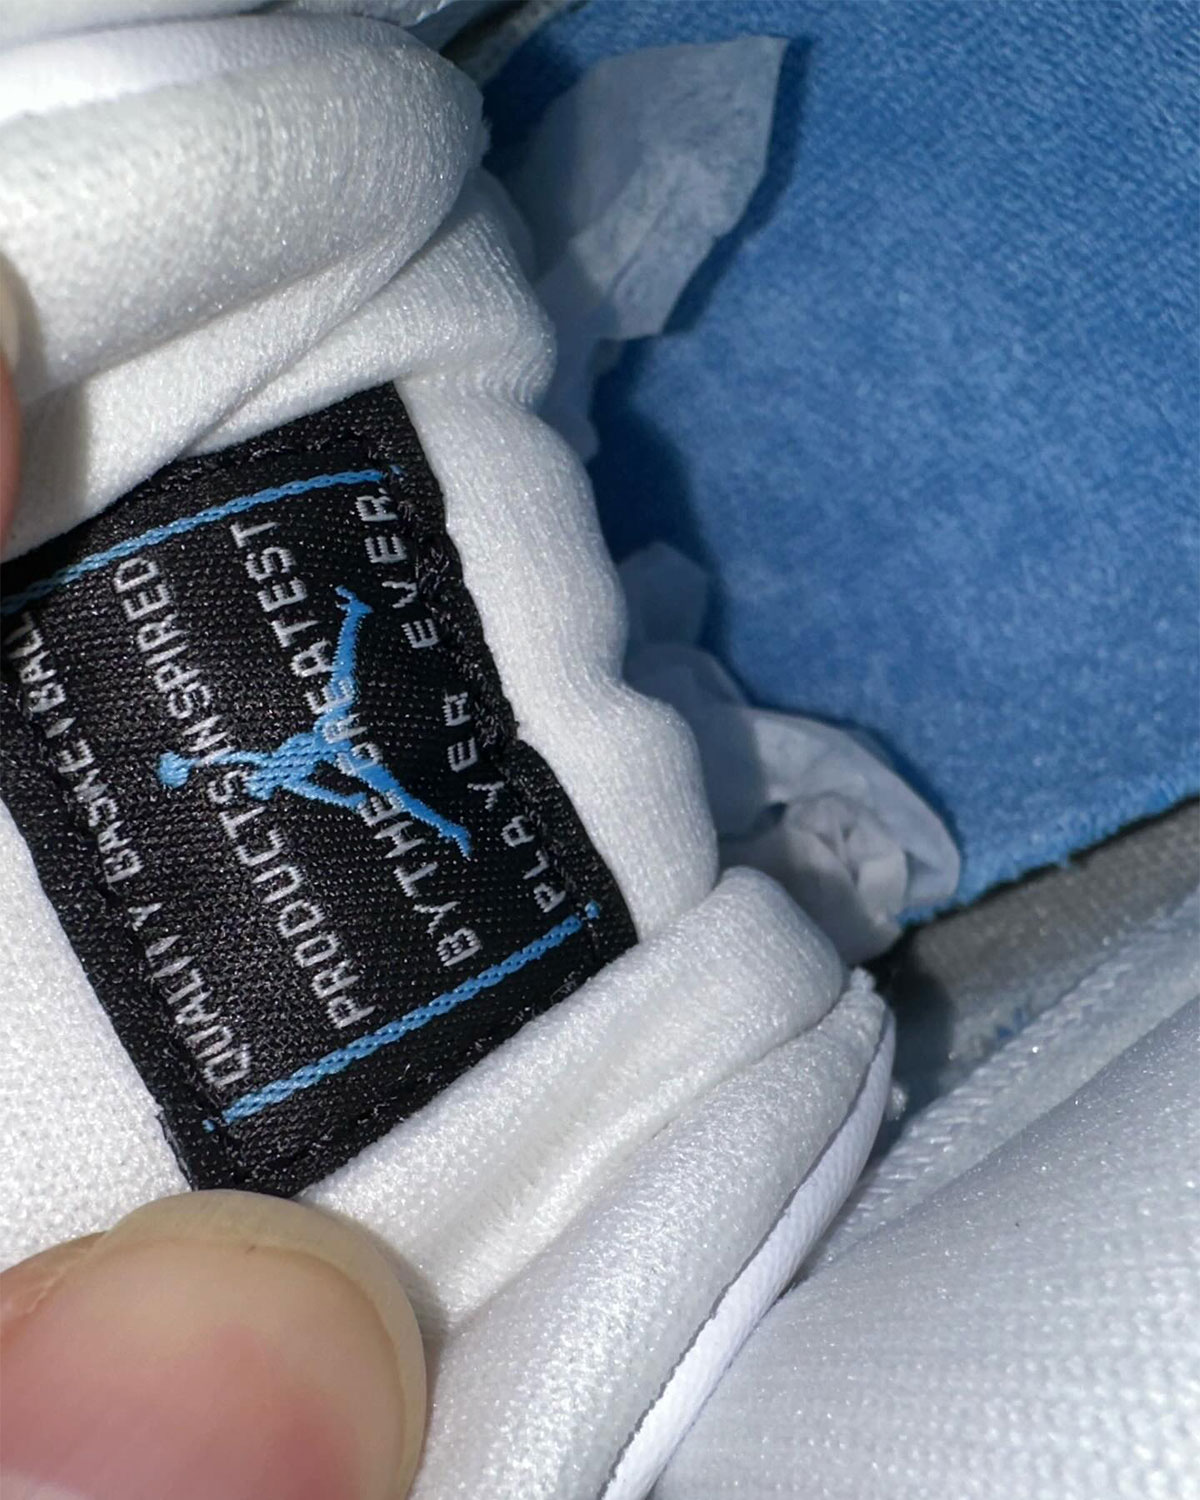 QUALITY BASKETBALL
PRODUCTS INSPIRED
BY THE GREATEST
PLAYER EVER